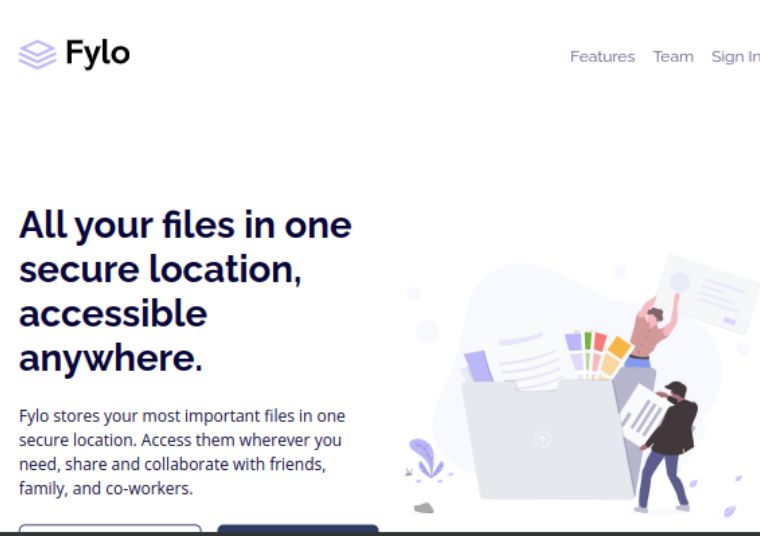 Fylo
Features Team Sign In
All your files in one
secure location,
accessible
anywhere.
Fylo stores your most important files in one
secure location. Access them wherever you
need, share and collaborate with friends,
family, and co-workers.